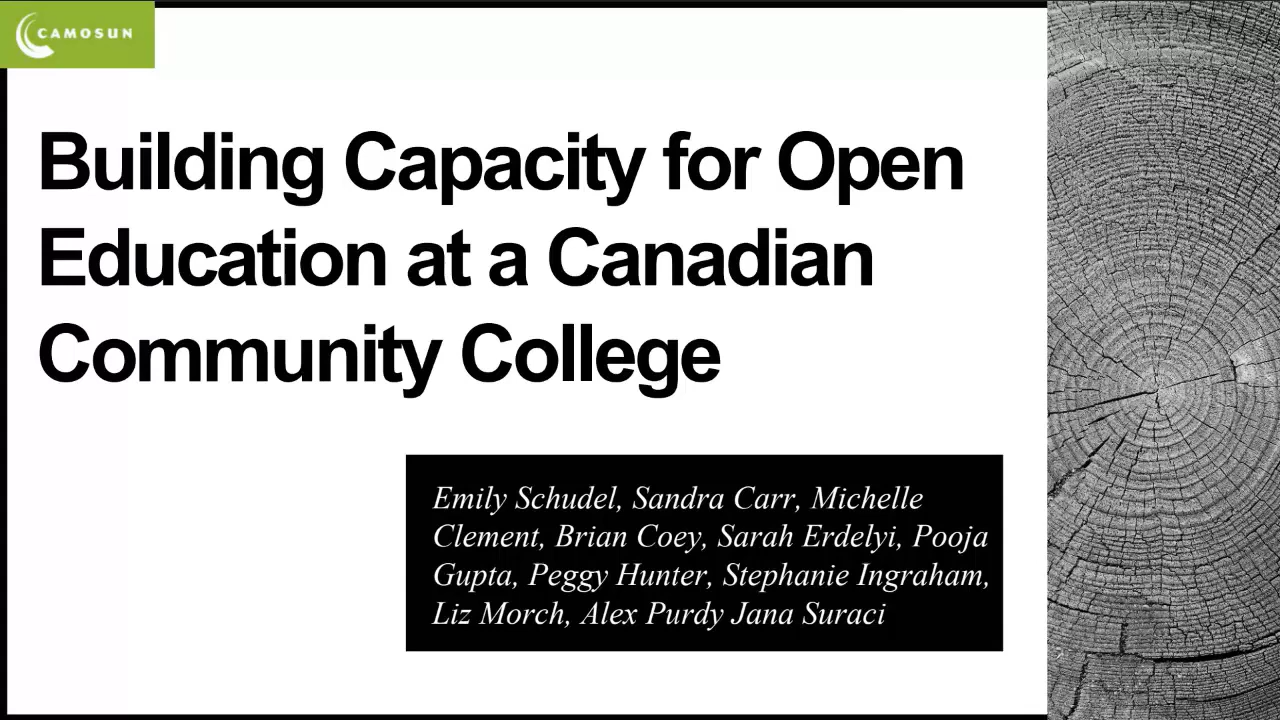 CAMOSUN
Building Capacity for Open
Education at a Canadian
Community College
Emily Schudel, Sandra Carr, Michelle
Clement, Brian Coey, Sarah Erdelyi, Pooja
Gupta, Peggy Hunter, Stephanie Ingraham,
Liz Morch, Alex Purdy Jana Suraci